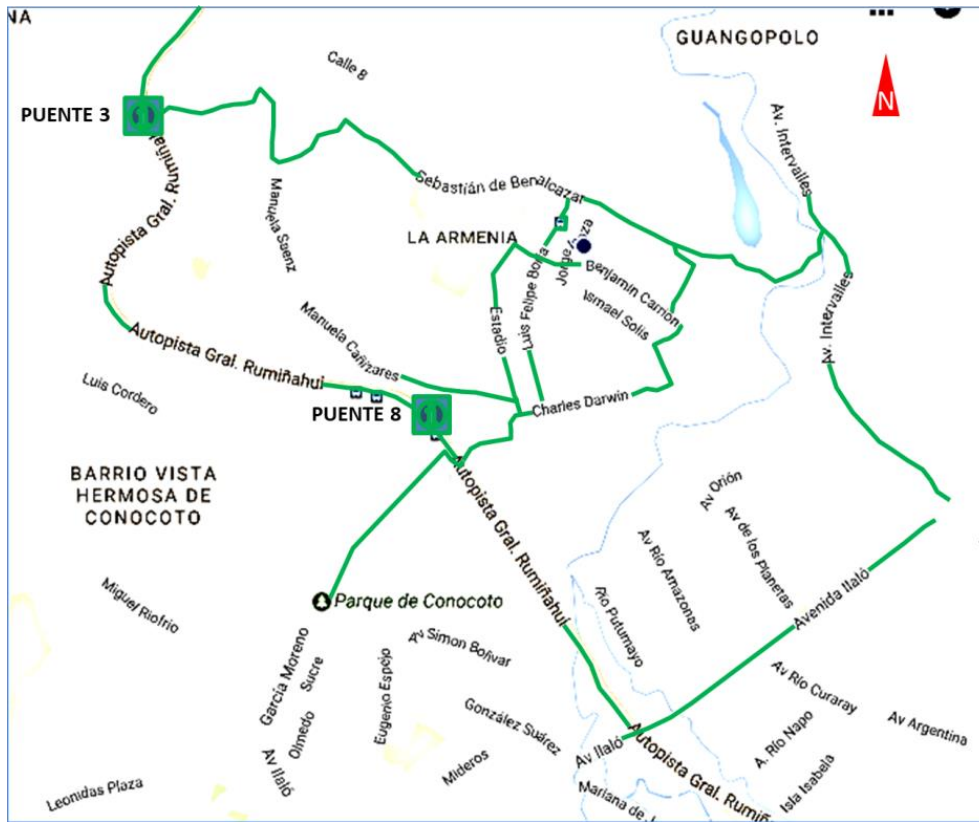 NA
GUANGOPOLO
N
Calle 8
PUENTE 3
Av. Intervalles
Autopista Gral. Rumiñahui
Manuela Saenz
Sebastián de Benalcazar
LA ARMENIA
Luis Felipe Borja
Jorge
Benjamin Carrion
Ismael Solis
Estadio
Av. Intervalles
Manuela Cañizares
Autopista Gral. Rumiñahui
Luis Cordero
PUENTE 8
Charles Darwin
BARRIO VISTA
HERMOSA DE
CONOCOTO
Autopista Gral. Rumiñahui
Av Orión
Av de los Planetas
Av Río Amazonas
Río Putumayo
Avenida Ilaló
Miguel Riofrio
Parque de Conocoto
García Moreno
Sucre
Olmedo
Av Ilaló
Eugenio Espejo
Av Simon Bolivar
González Suárez
Mideros
Av Ilaló
Av Río Curaray
Av Argentina
A. Río Napo
Isla Isabela
Autopista Gral. Rumiñ
Mariana de J
Leonidas Plaza